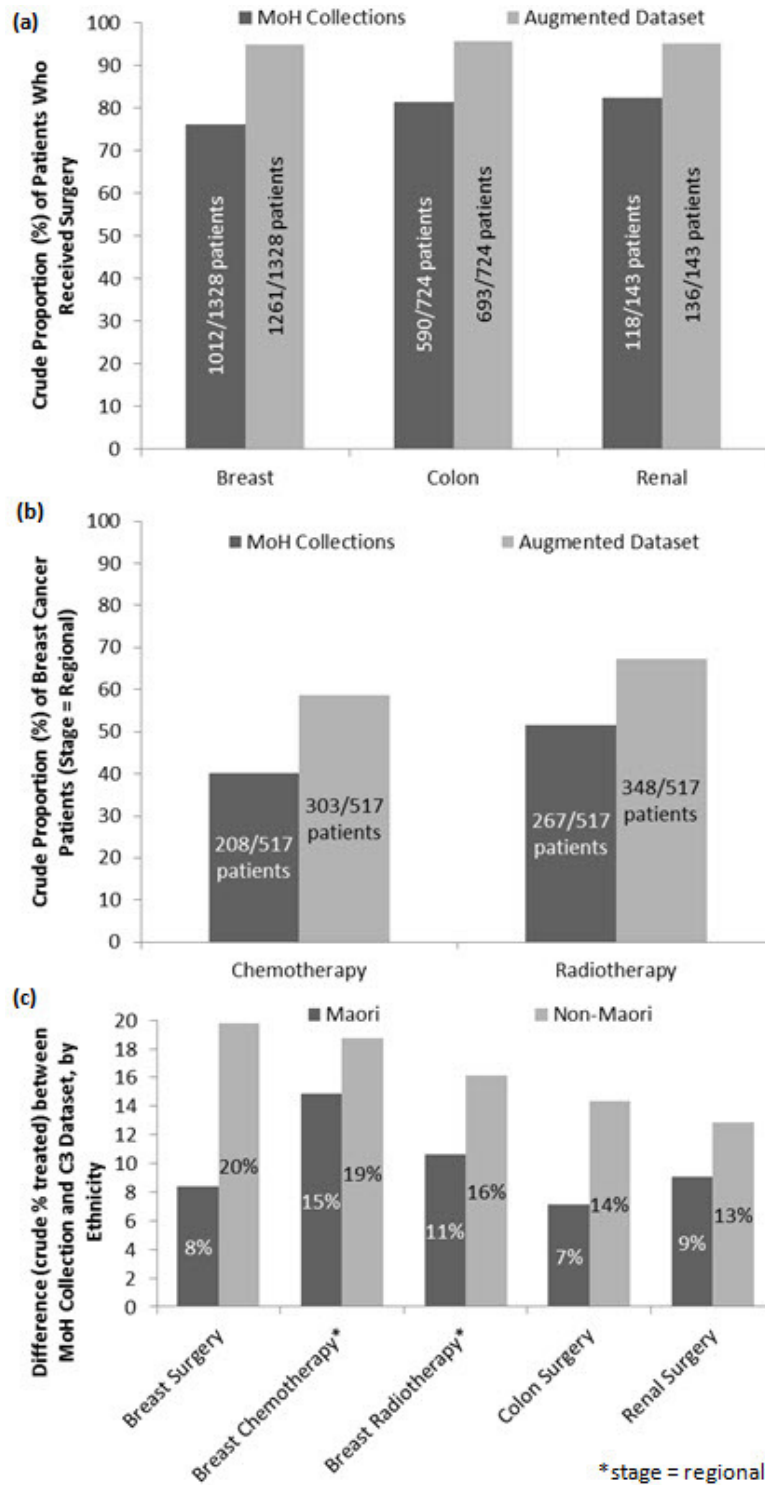 (a)
MoH Collections
Augmented Dataset
Crude Proportion (%) of Patients Who
Received Surgery
100
90
80
70
60
50
40
30
20
10
0
1012/1328 patients
1261/1328 patients
590/724 patients
693/724 patients
118/143 patients
136/143 patients
Breast
Colon
Renal
(b)
MoH Collections
Augmented Dataset
Crude Proportion (%) of Breast Cancer
Patients (Stage = Regional)
100
90
80
70
60
50
40
30
20
10
0
208/517
patients
303/517
patients
267/517
patients
348/517
patients
Chemotherapy
Radiotherapy
(c)
Maori
Non-Maori
Difference (crude % treated) between
MoH Collection and C3 Dataset, by
Ethnicity
20
18
16
14
12
10
8
6
4
2
0
8%
20%
15%
19%
11%
16%
7%
14%
9%
13%
Breast Surgery
Breast Chemotherapy*
Breast Radiotherapy*
Colon Surgery
Renal Surgery
*stage = regional